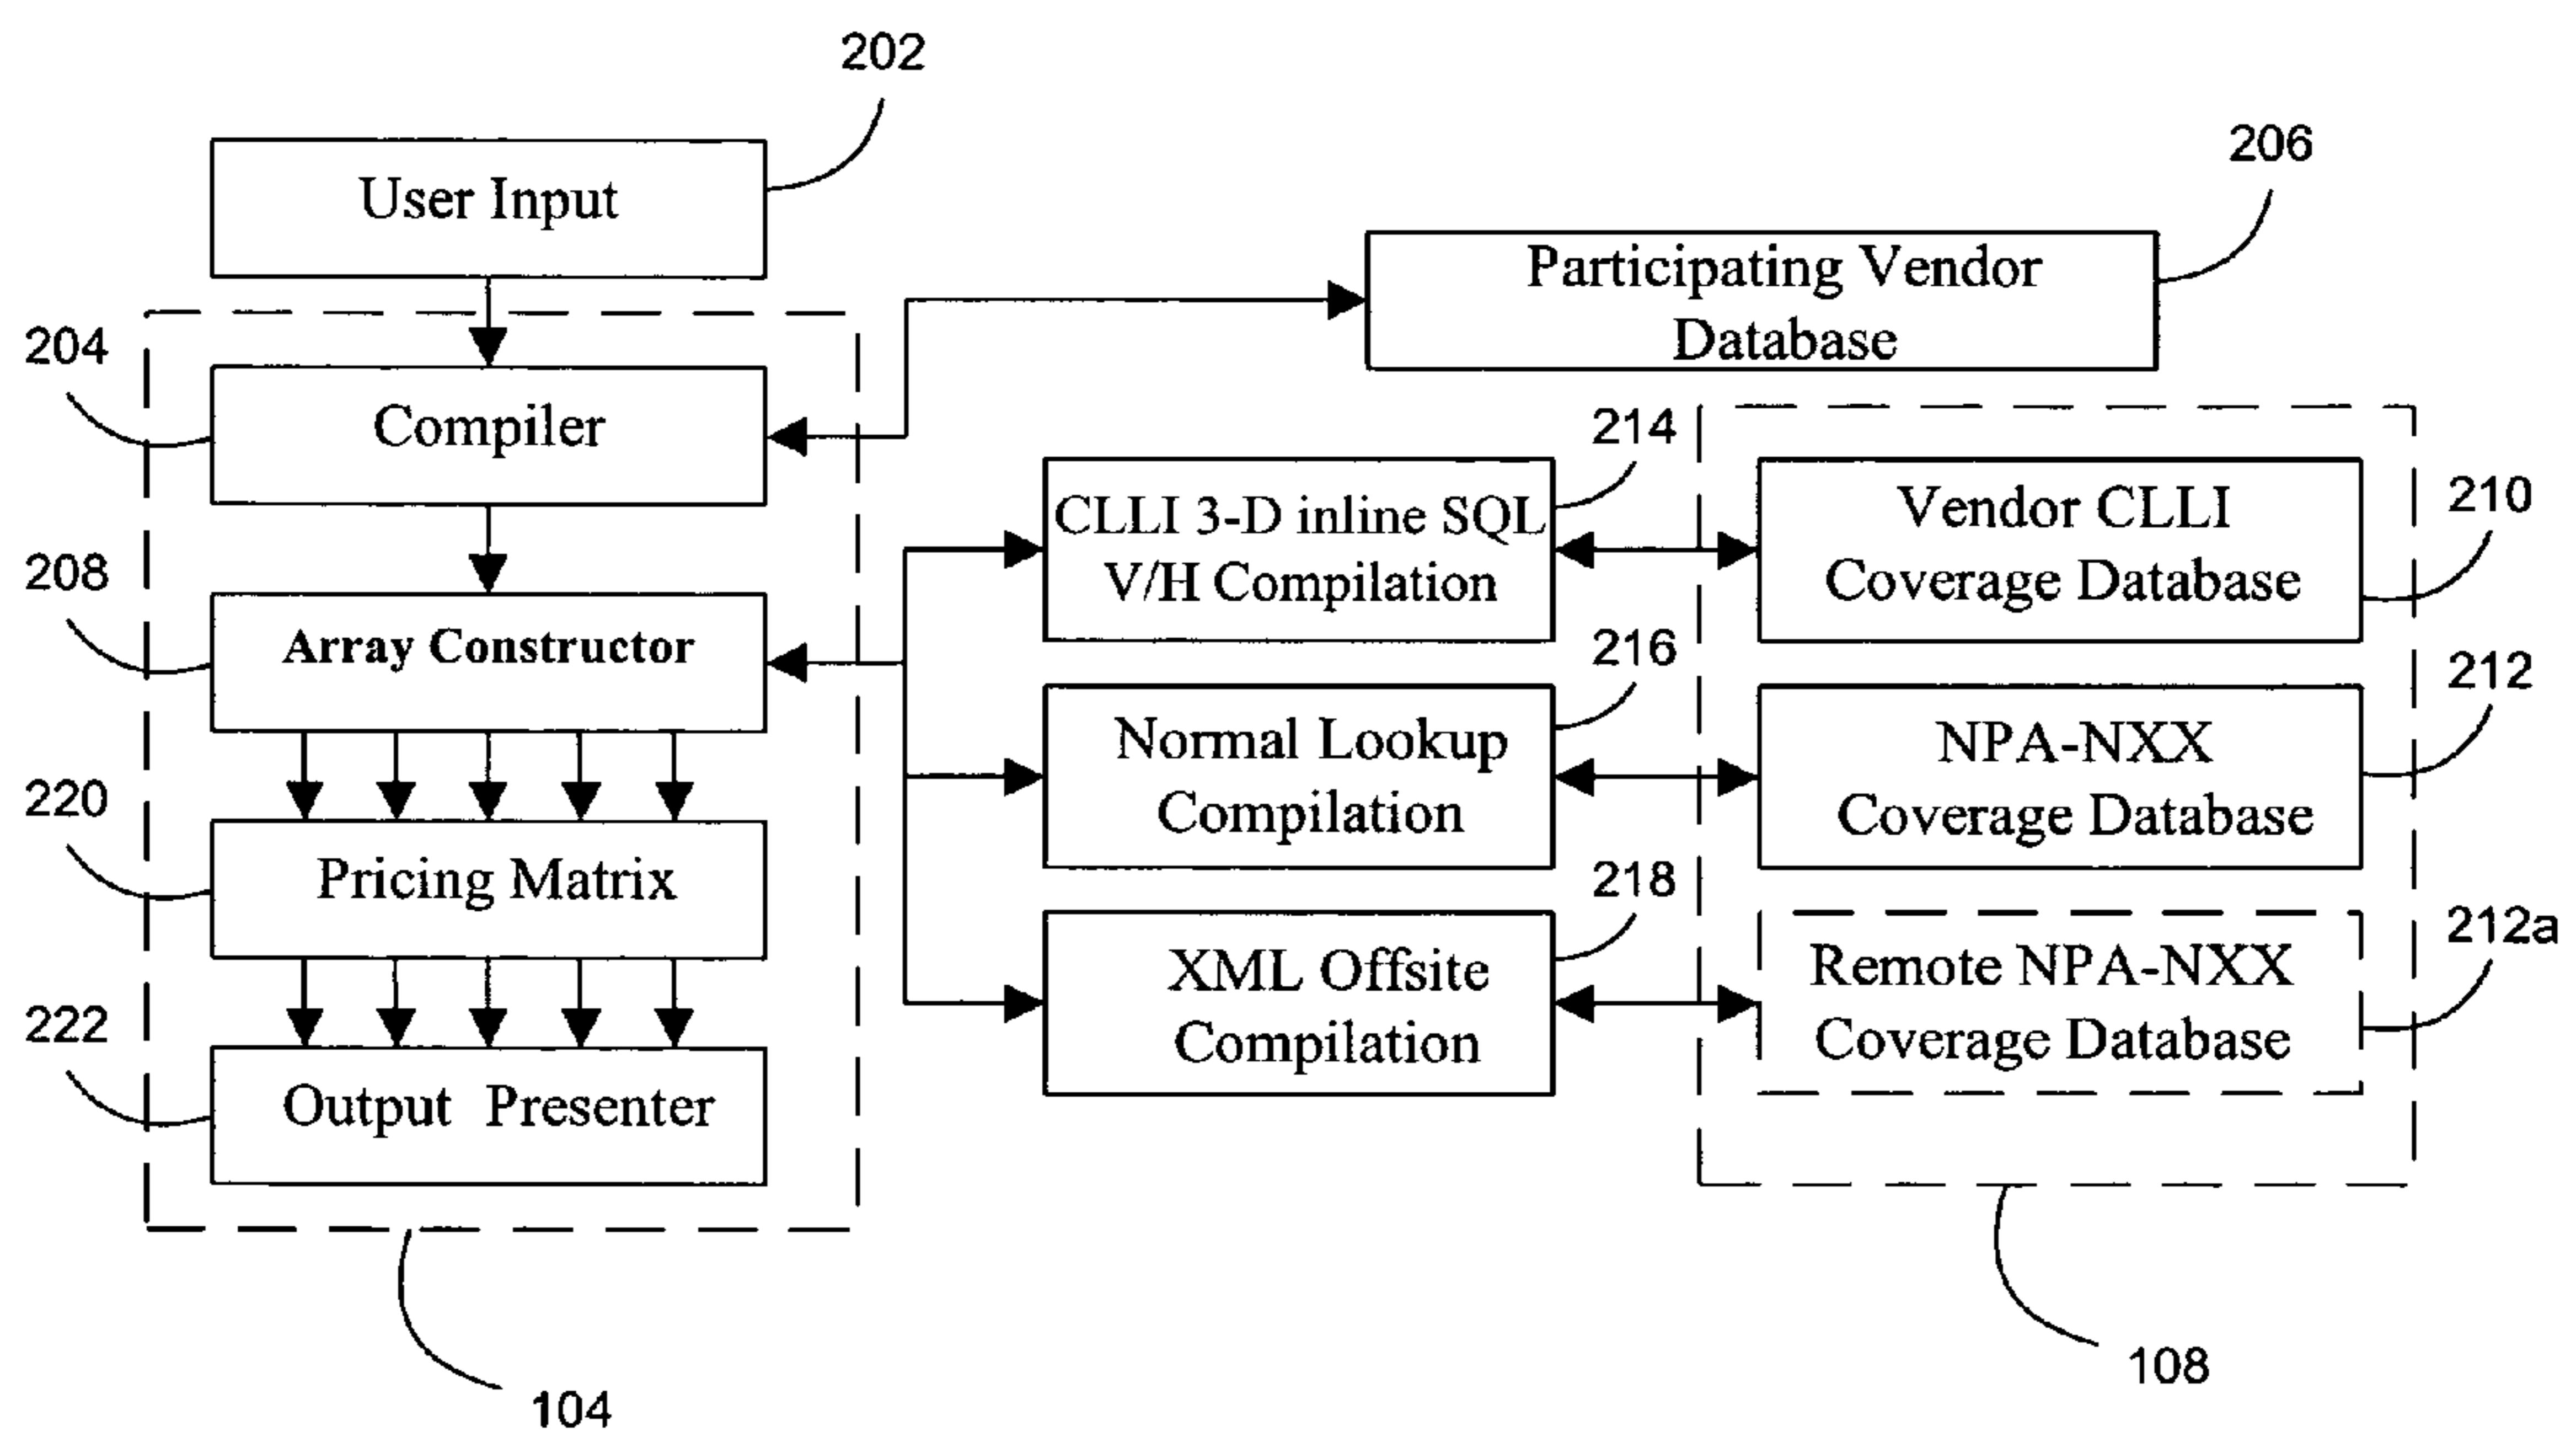 202
User Input
206
Participating Vendor
Database
204
Compiler
214
CLLI 3-D inline SQL
V/H Compilation
Vendor CLLI
Coverage Database
210
208
Array Constructor
216
Normal Lookup
Compilation
NPA-NXX
Coverage Database
212
220
Pricing Matrix
218
XML Offsite
Compilation
Remote NPA-NXX
Coverage Database
212a
222
Output Presenter
104
108